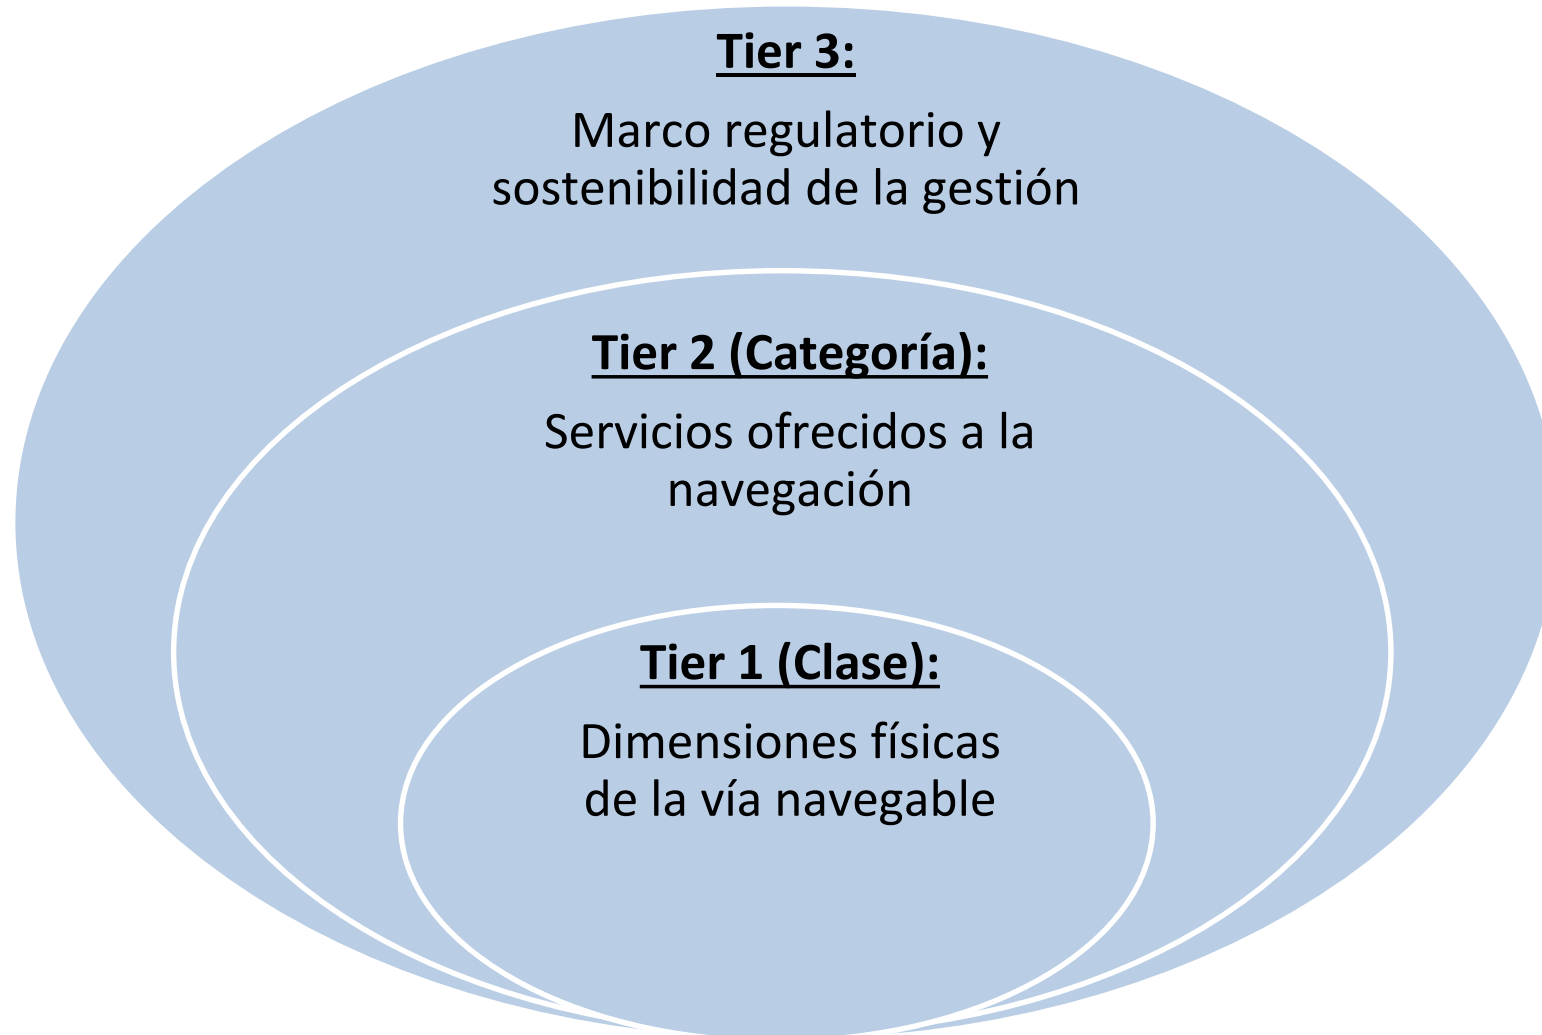 Tier 3:
Marco regulatorio y
sostenibilidad de la gestión
Tier 2 (Categoría):
Servicios ofrecidos a la
navegación
Tier 1 (Clase):
Dimensiones físicas
de la vía navegable